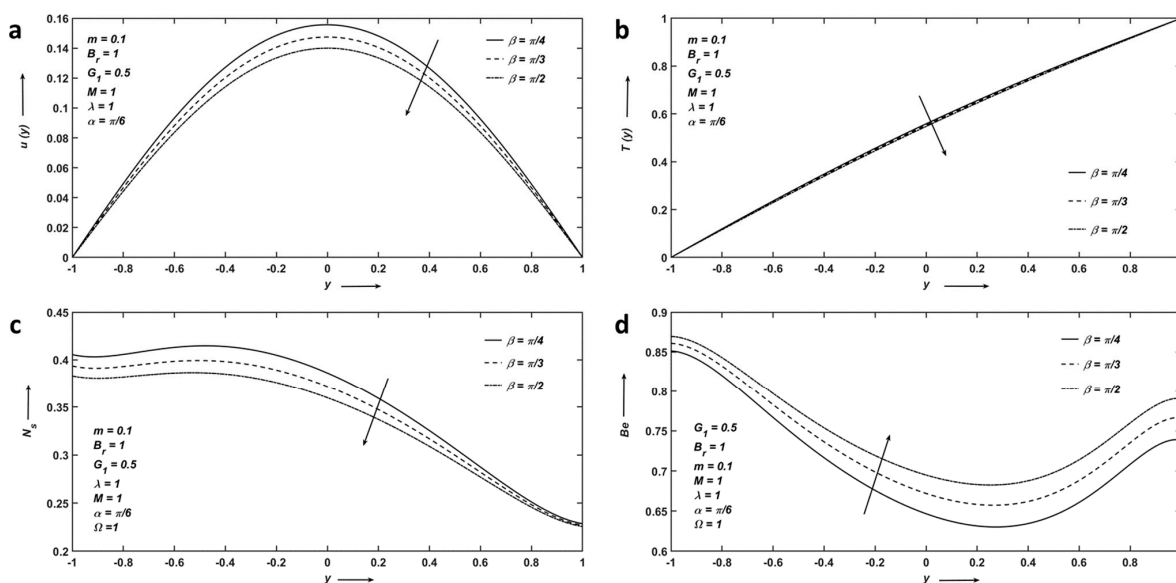 a
u (y)
0.16
0.14
0.12
0.1
0.08
0.06
0.04
0.02
0
m = 0.1
B_r = 1
G_1 = 0.5
M = 1
λ = 1
α = π/6
β = π/4
β = π/3
β = π/2
-1 -0.8 -0.6 -0.4 -0.2 0 0.2 0.4 0.6 0.8 1
y
b
T (y)
1
0.8
0.6
0.4
0.2
0
m = 0.1
B_r = 1
G_1 = 0.5
M = 1
λ = 1
α = π/6
β = π/4
β = π/3
β = π/2
-1 -0.8 -0.6 -0.4 -0.2 0 0.2 0.4 0.6 0.8
y
c
N_s
0.45
0.4
0.35
0.3
0.25
0.2
β = π/4
β = π/3
β = π/2
m = 0.1
B_r = 1
G_1 = 0.5
λ = 1
M = 1
α = π/6
Ω = 1
-1 -0.8 -0.6 -0.4 -0.2 0 0.2 0.4 0.6 0.8 1
y
d
Be
0.9
0.85
0.8
0.75
0.7
0.65
0.6
β = π/4
β = π/3
β = π/2
G_1 = 0.5
B_r = 1
m = 0.1
M = 1
λ = 1
α = π/6
Ω = 1
-1 -0.8 -0.6 -0.4 -0.2 0 0.2 0.4 0.6 0.8
y